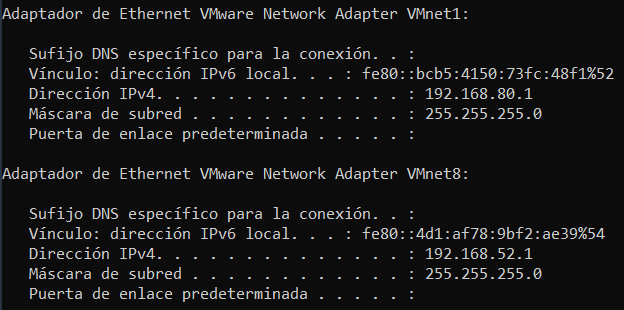 Adaptador de Ethernet VMware Network Adapter VMnet1:
Sufijo DNS específico para la conexión. . :
Vínculo: dirección IPv6 local. . . : fe80::bcb5:4150:73fc:48f1%52
Dirección IPv4. . . . . . . . . . . . . . : 192.168.80.1
Máscara de subred . . . . . . . . . . . . : 255.255.255.0
Puerta de enlace predeterminada . . . . . :
Adaptador de Ethernet VMware Network Adapter VMnet8:
Sufijo DNS específico para la conexión. . :
Vínculo: dirección IPv6 local. . . : fe80::4d1:af78:9bf2:ae39%54
Dirección IPv4. . . . . . . . . . . . . . : 192.168.52.1
Máscara de subred . . . . . . . . . . . . : 255.255.255.0
Puerta de enlace predeterminada . . . . . :